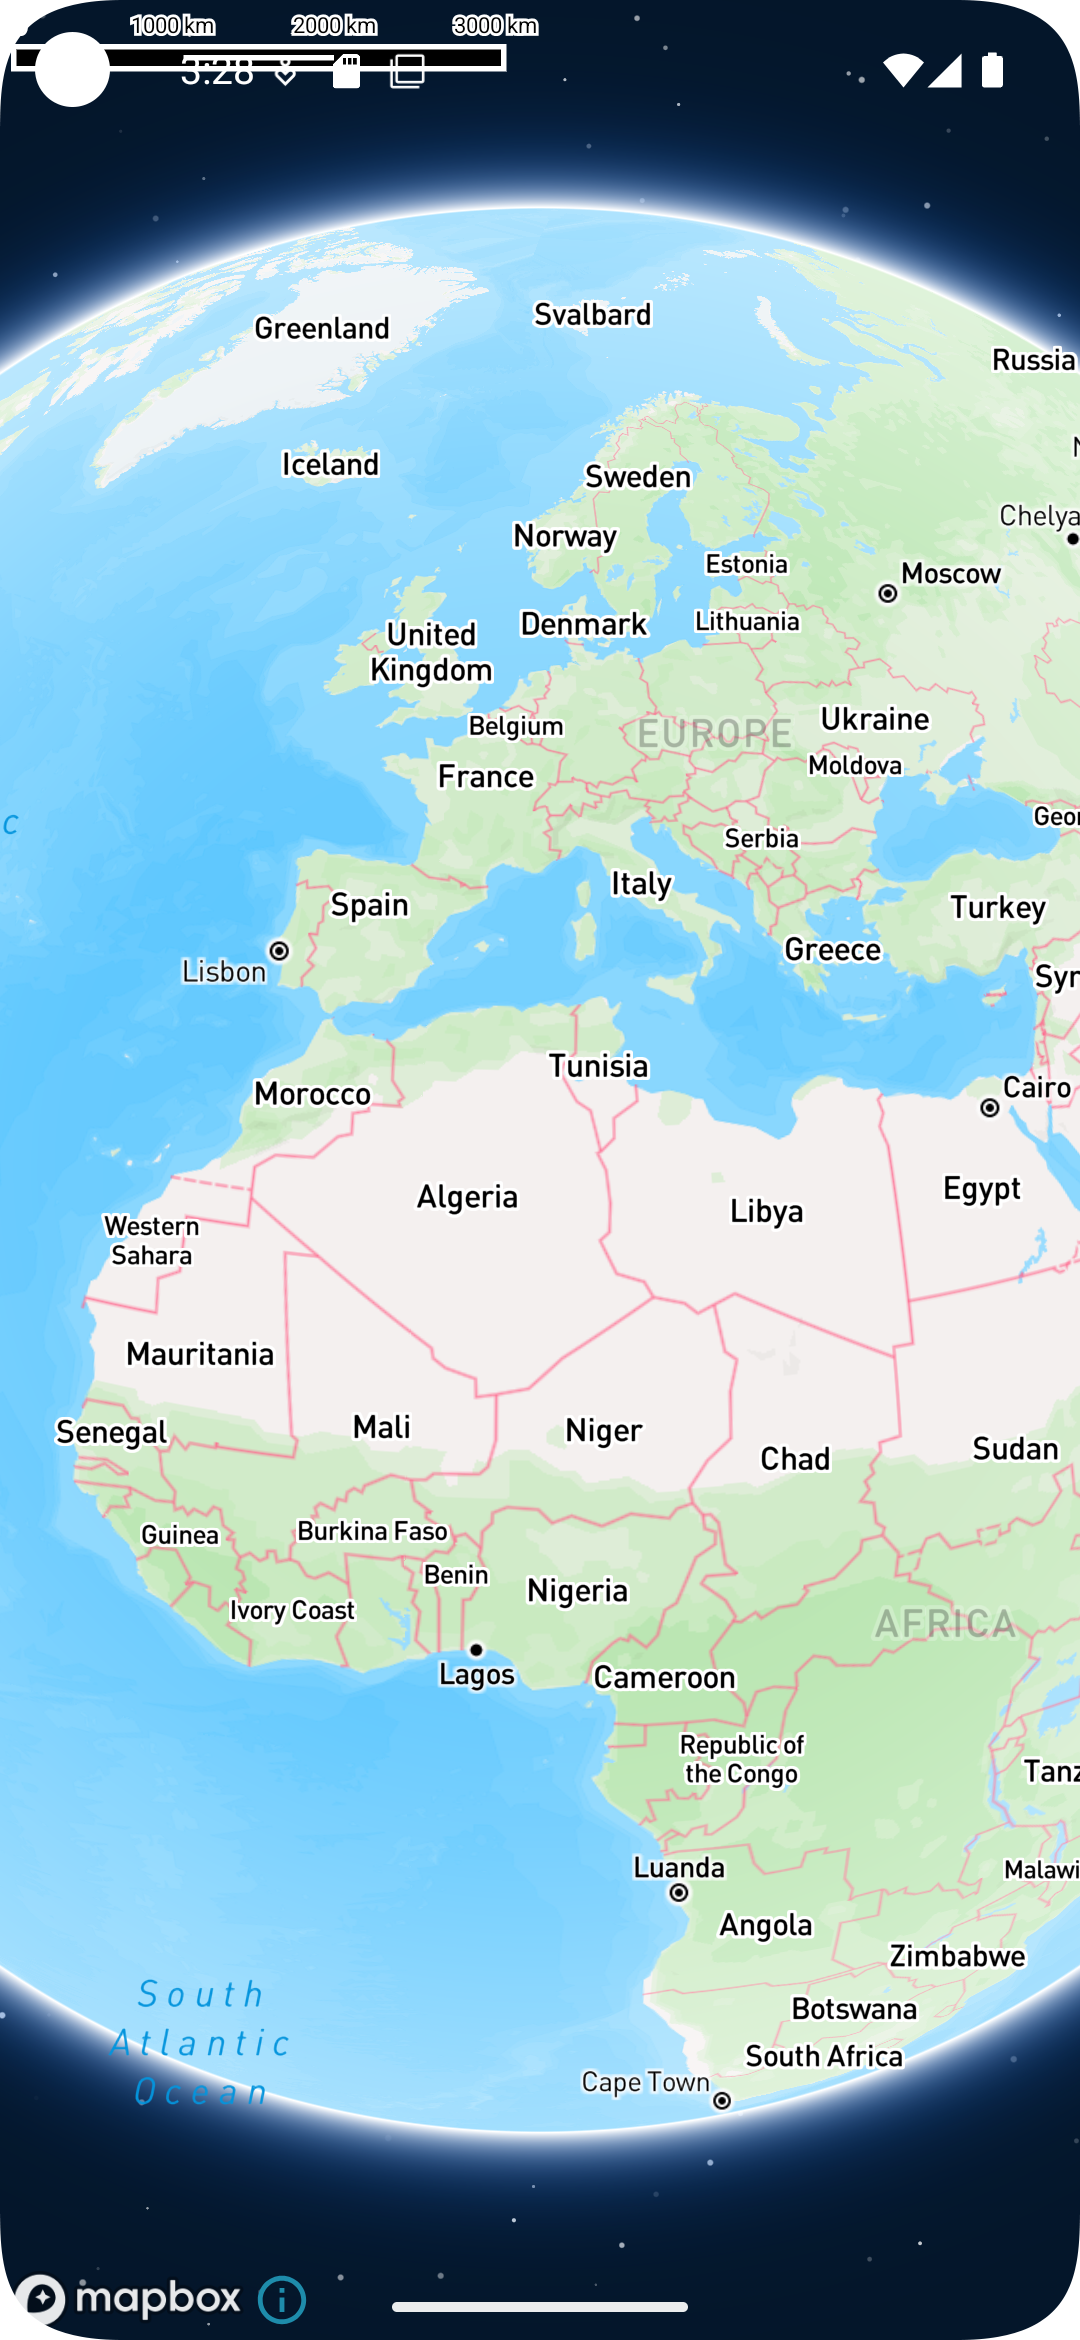 1000 km 2000 km 3000 km
3:28
Greenland
Svalbard
Russia
Iceland
Sweden
Norway
Chelya
Estonia
Moscow
Denmark
Lithuania
United
Kingdom
Belgium
EUROPE
Ukraine
Moldova
France
c
Geor
Serbia
Italy
Spain
Turkey
Greece
Lisbon
Syr
Tunisia
Cairo
Morocco
Algeria
Egypt
Libya
Western
Sahara
Mauritania
Senegal
Mali
Niger
Sudan
Chad
Guinea
Burkina Faso
Benin
Nigeria
Ivory Coast
AFRICA
Lagos
Cameroon
Republic of
the Congo
Tanz
Luanda
Malawi
Angola
Zimbabwe
South
Atlantic
Ocean
Botswana
South Africa
Cape Town
mapbox